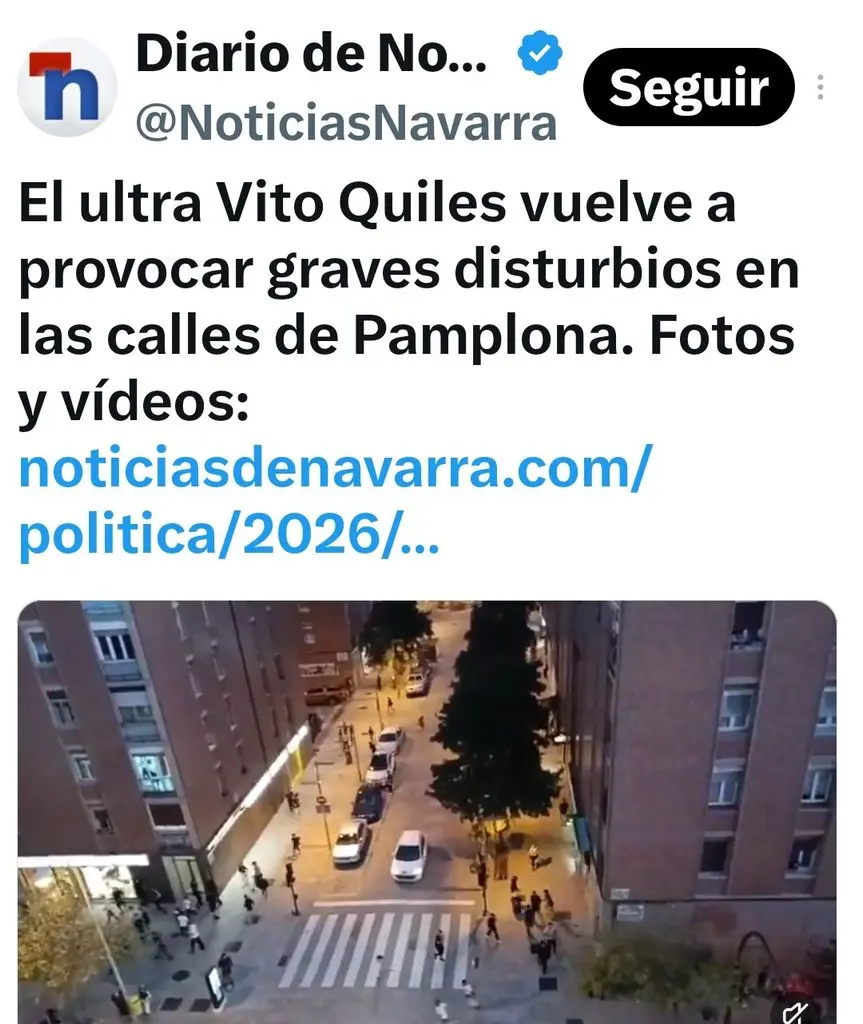 Diario de No...
Seguir
@NoticiasNavarra
El ultra Vito Quiles vuelve a
provocar graves disturbios en
las calles de Pamplona. Fotos
y vídeos:
noticiasdenavarra.com/
politica/2026/...